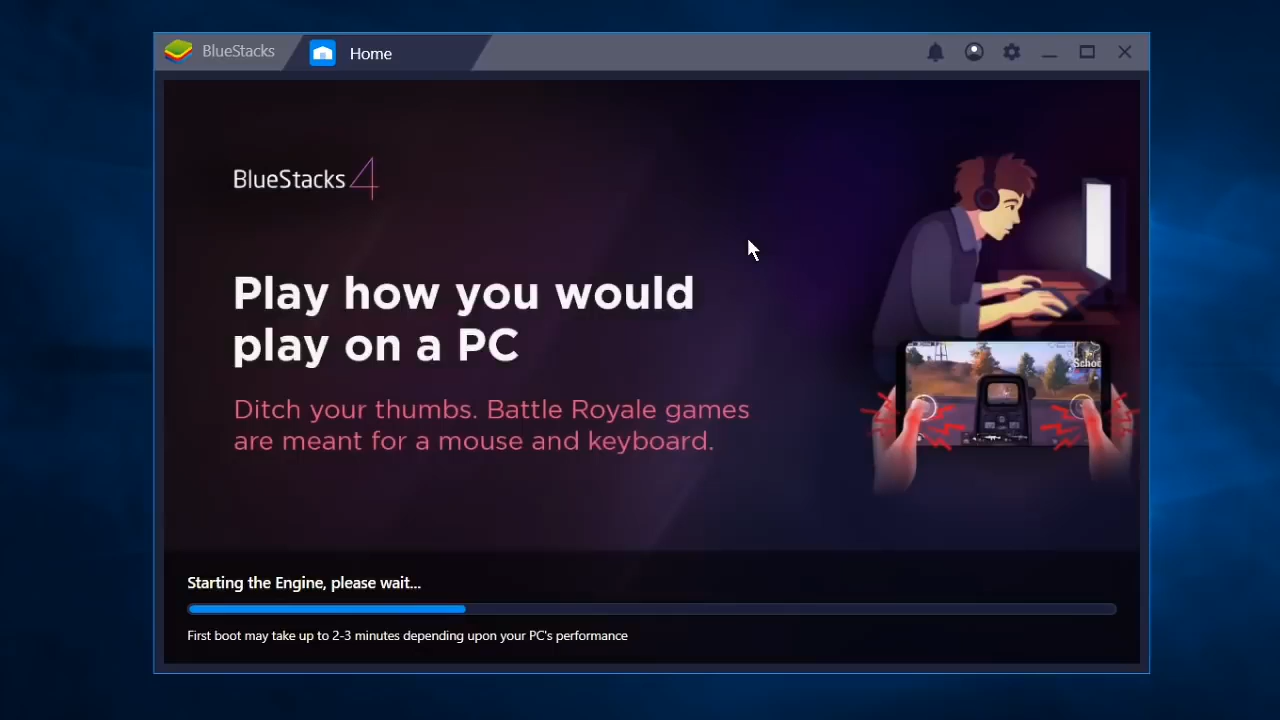 BlueStacks
Home
BlueStacks 4
Play how you would
play on a PC
Ditch your thumbs. Battle Royale games
are meant for a mouse and keyboard.
Schot
Starting the Engine, please wait...
First boot may take up to 2-3 minutes depending upon your PC's performance